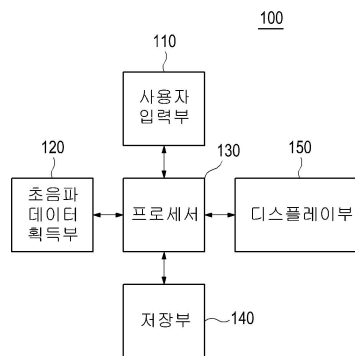 100
110
사용자
입력부
120
초음파
데이터
획득부
130
프로세서
150
디스플레이부
저장부
140